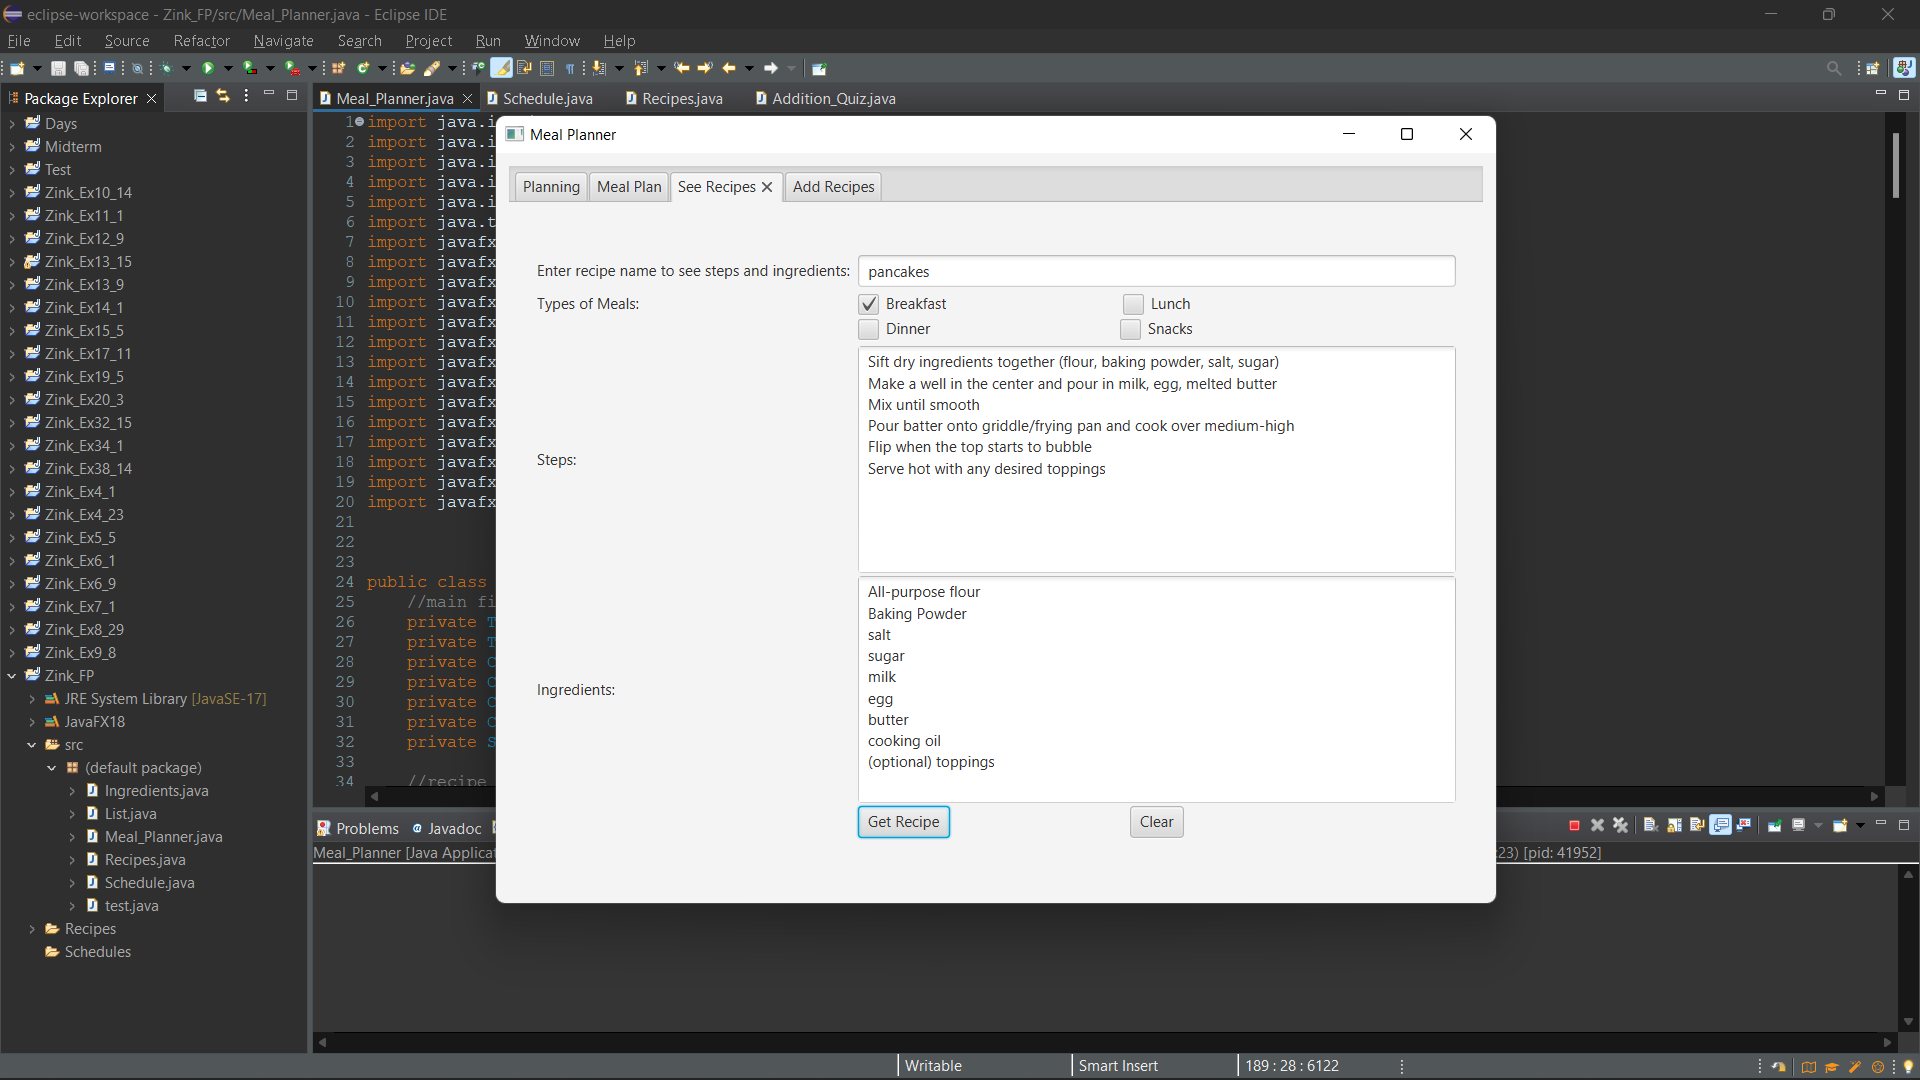 eclipse-workspace - Zink_FP/src/Meal_Planner.java - Eclipse IDE
File Edit Source Refactor Navigate Search Project Run Window Help
Package Explorer
Meal_Planner.java Schedule.java Recipes.java Addition_Quiz.java
Days
Midterm
Test
Zink_Ex10_14
Zink_Ex11_1
Zink_Ex12_9
Zink_Ex13_15
Zink_Ex13_9
Zink_Ex14_1
Zink_Ex15_5
Zink_Ex17_11
Zink_Ex19_5
Zink_Ex20_3
Zink_Ex32_15
Zink_Ex34_1
Zink_Ex38_14
Zink_Ex4_1
Zink_Ex4_23
Zink_Ex5_5
Zink_Ex6_1
Zink_Ex6_9
Zink_Ex7_1
Zink_Ex8_29
Zink_Ex9_8
Zink_FP
JRE System Library [JavaSE-17]
JavaFX18
src
(default package)
Ingredients.java
List.java
Meal_Planner.java
Recipes.java
Schedule.java
test.java
Recipes
Schedules
1 import java.i
2 import java.i
3 import java.i
4 import java.i
5 import java.i
6 import java.t
7 import javafx
8 import javafx
9 import javafx
10 import javafx
11 import javafx
12 import javafx
13 import javafx
14 import javafx
15 import javafx
16 import javafx
17 import javafx
18 import javafx
19 import javafx
20 import javafx
21
22
23
24 public class
25 //main fi
26 private T
27 private T
28 private C
29 private C
30 private C
31 private C
32 private S
33
34 //recipe
Meal Planner
Planning Meal Plan See Recipes Add Recipes
Enter recipe name to see steps and ingredients: pancakes
Types of Meals: Breakfast Lunch
Dinner Snacks
Steps:
Sift dry ingredients together (flour, baking powder, salt, sugar)
Make a well in the center and pour in milk, egg, melted butter
Mix until smooth
Pour batter onto griddle/frying pan and cook over medium-high
Flip when the top starts to bubble
Serve hot with any desired toppings
Ingredients:
All-purpose flour
Baking Powder
salt
sugar
milk
egg
butter
cooking oil
(optional) toppings
Get Recipe Clear
Problems Javadoc
Meal_Planner [Java Applicat :23) [pid: 41952]
Writable Smart Insert 189 : 28 : 6122